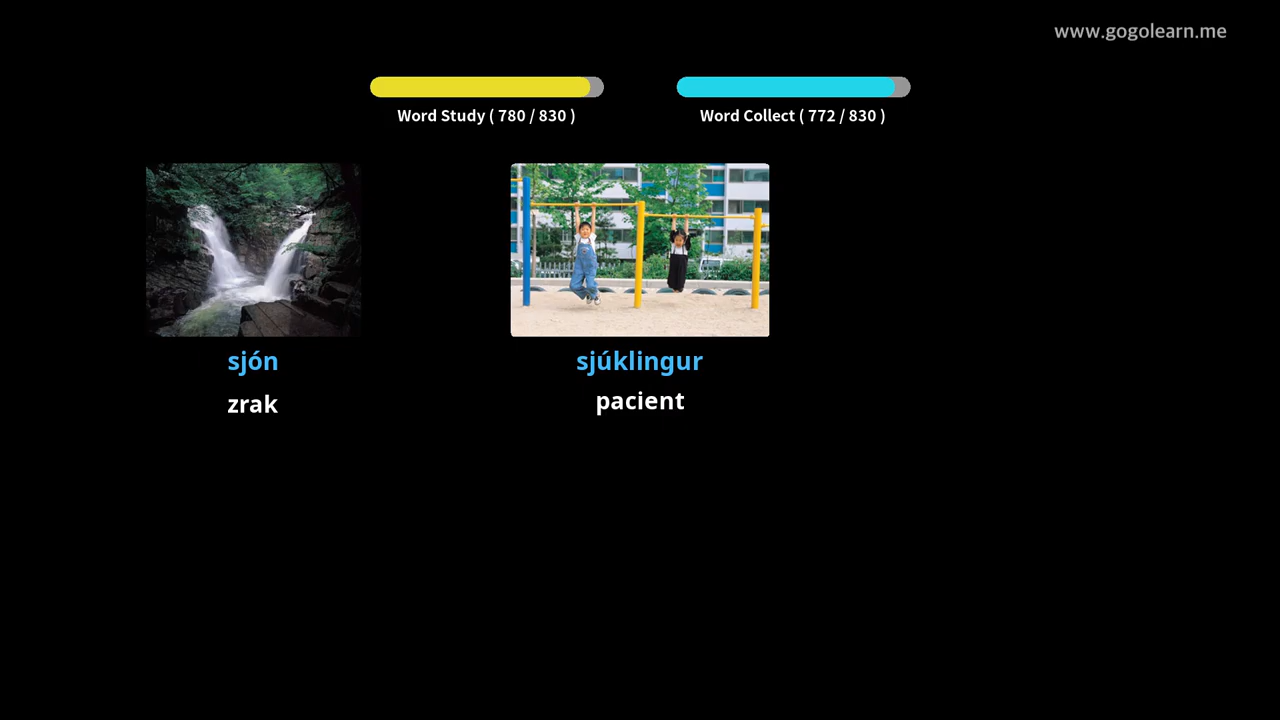 www.gogolearn.me
Word Study ( 780 / 830 )
Word Collect ( 772 / 830 )
sjón
zrak
sjúklingur
pacient